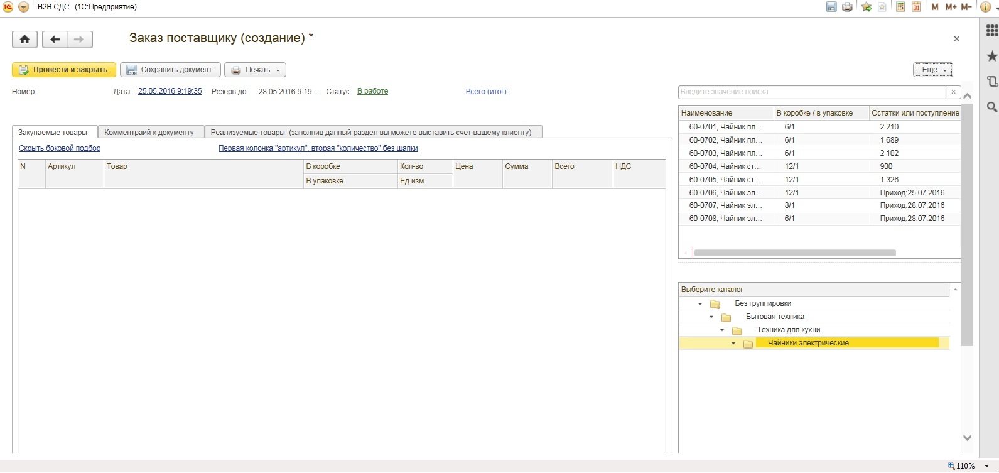 В2В СДС (1С:Предприятие)
M M+ M-
Заказ поставщику (создание) *
Провести и закрыть Сохранить документ Печать Еще
Номер: Дата: 25.05.2016 9:19:35 Резерв до: 28.05.2016 9:19... Статус: В работе Всего (итог):
Введите значение поиска
Закупаемые товары Комментраий к документу Реализуемые товары (заполнив данный раздел вы можете выставить счет вашему клиенту)
Скрыть боковой подбор Первая колонка "артикул", вторая "количество" без шапки
N Артикул Товар В коробке Кол-во Цена Сумма Всего НДС
В упаковке Ед изм
Наименование В коробке / в упаковке Остатки или поступление
60-0701, Чайник пл... 6/1 2 210
60-0702, Чайник пл... 6/1 1 689
60-0703, Чайник пл... 6/1 2 102
60-0704, Чайник ст... 12/1 900
60-0705, Чайник ст... 12/1 1 326
60-0706, Чайник эл... 12/1 Приход:25.07.2016
60-0707, Чайник эл... 8/1 Приход:28.07.2016
60-0708, Чайник эл... 6/1 Приход:28.07.2016
Выберите каталог
Без группировки
Бытовая техника
Техника для кухни
Чайники электрические
110%